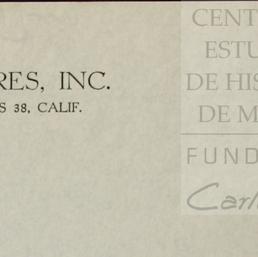 RES, INC.
S 38, CALIF.
CENT
ESTU
DE HIS
DE M
FUND
Carl